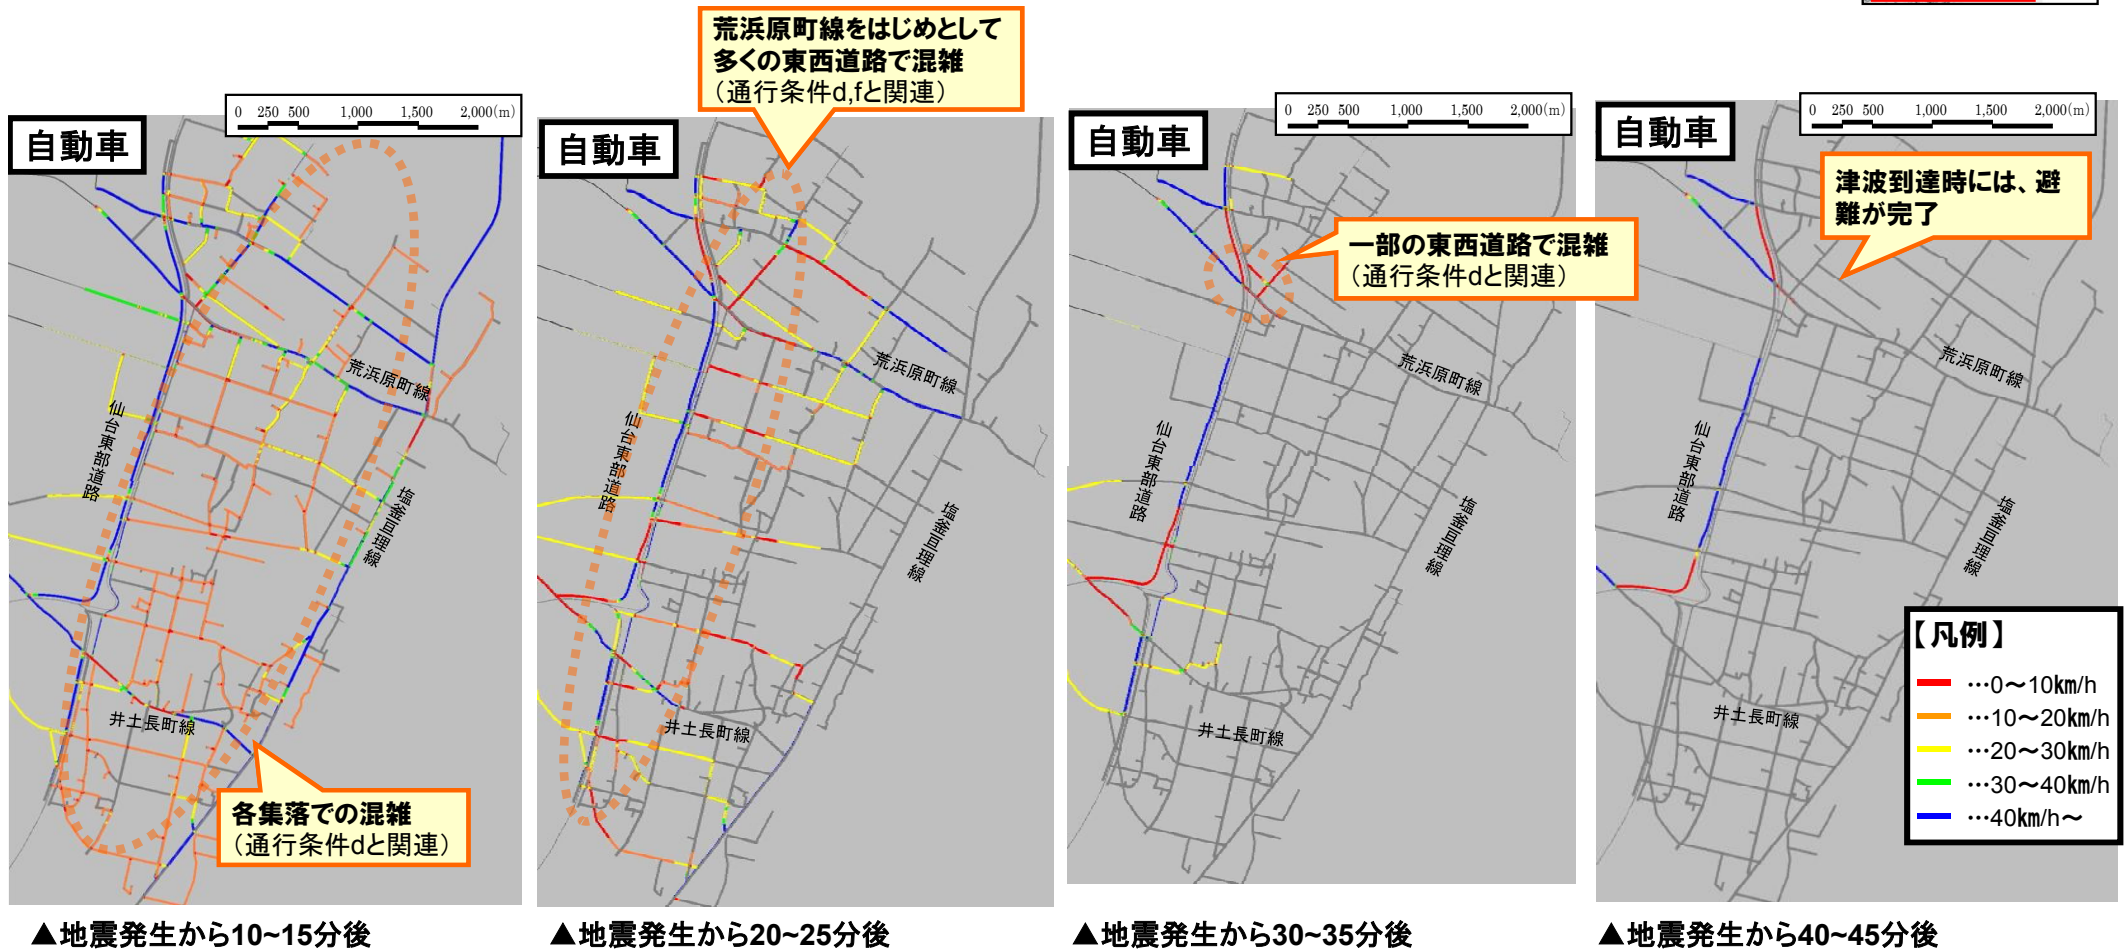 荒浜原町線をはじめとして
多くの東西道路で混雑
（通行条件d,fと関連）
0 250 500 1,000 1,500 2,000(m)
自動車
荒浜原町線
仙台東部道路
塩釜亘理線
井土長町線
各集落での混雑
（通行条件dと関連）
▲地震発生から10~15分後
自動車
荒浜原町線
仙台東部道路
塩釜亘理線
井土長町線
▲地震発生から20~25分後
0 250 500 1,000 1,500 2,000(m)
自動車
一部の東西道路で混雑
（通行条件dと関連）
荒浜原町線
仙台東部道路
塩釜亘理線
井土長町線
▲地震発生から30~35分後
0 250 500 1,000 1,500 2,000(m)
自動車
津波到達時には、避
難が完了
荒浜原町線
仙台東部道路
塩釜亘理線
井土長町線
【凡例】
…0～10km/h
…10～20km/h
…20～30km/h
…30～40km/h
…40km/h～
▲地震発生から40~45分後